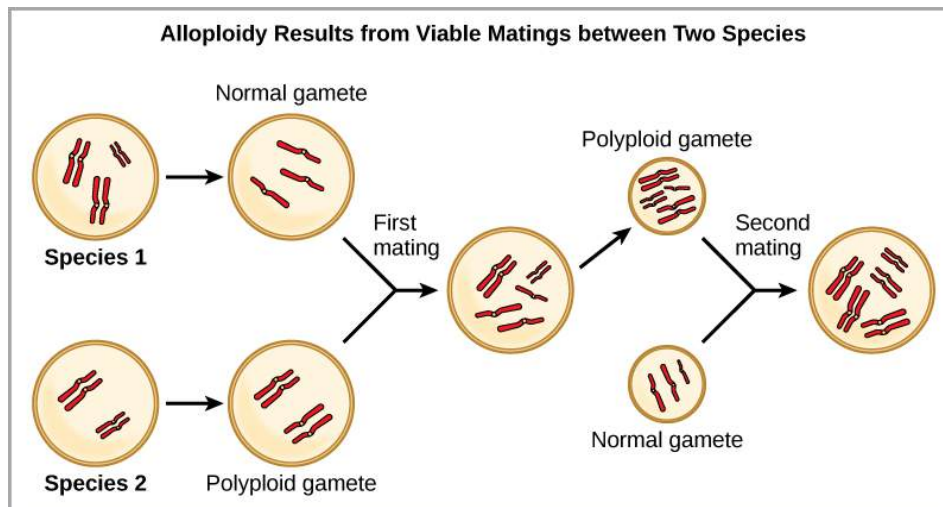 Alloploidy Results from Viable Matings between Two Species
Normal gamete
Species 1
First
mating
Species 2
Polyploid gamete
Polyploid gamete
Second
mating
Normal gamete